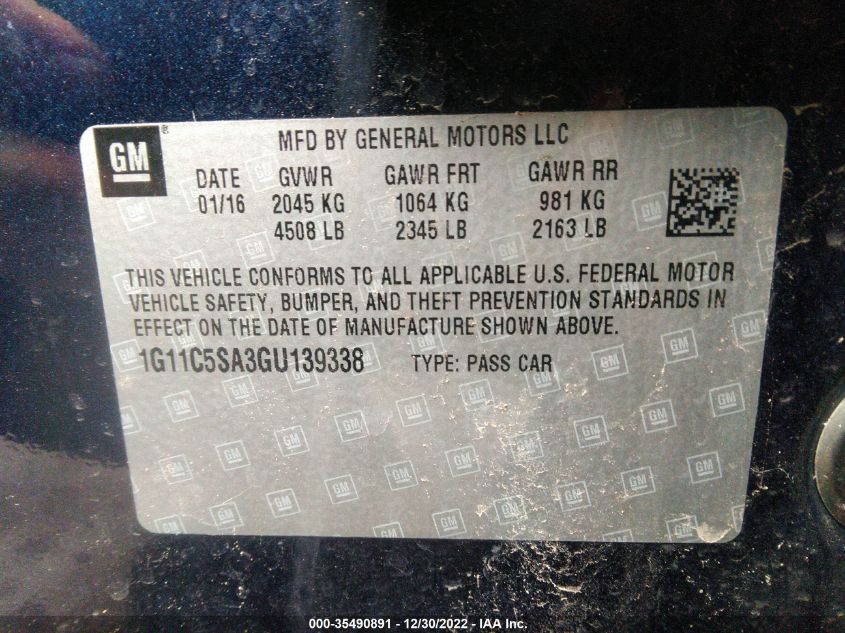 GM ®
MFD BY GENERAL MOTORS LLC
DATE GVWR GAWR FRT GAWR RR
01/16 2045 KG 1064 KG 981 KG
4508 LB 2345 LB 2163 LB
THIS VEHICLE CONFORMS TO ALL APPLICABLE U.S. FEDERAL MOTOR
VEHICLE SAFETY, BUMPER, AND THEFT PREVENTION STANDARDS IN
EFFECT ON THE DATE OF MANUFACTURE SHOWN ABOVE.
1G11C5SA3GU139338 TYPE: PASS CAR
000-35490891 - 12/30/2022 - IAA Inc.